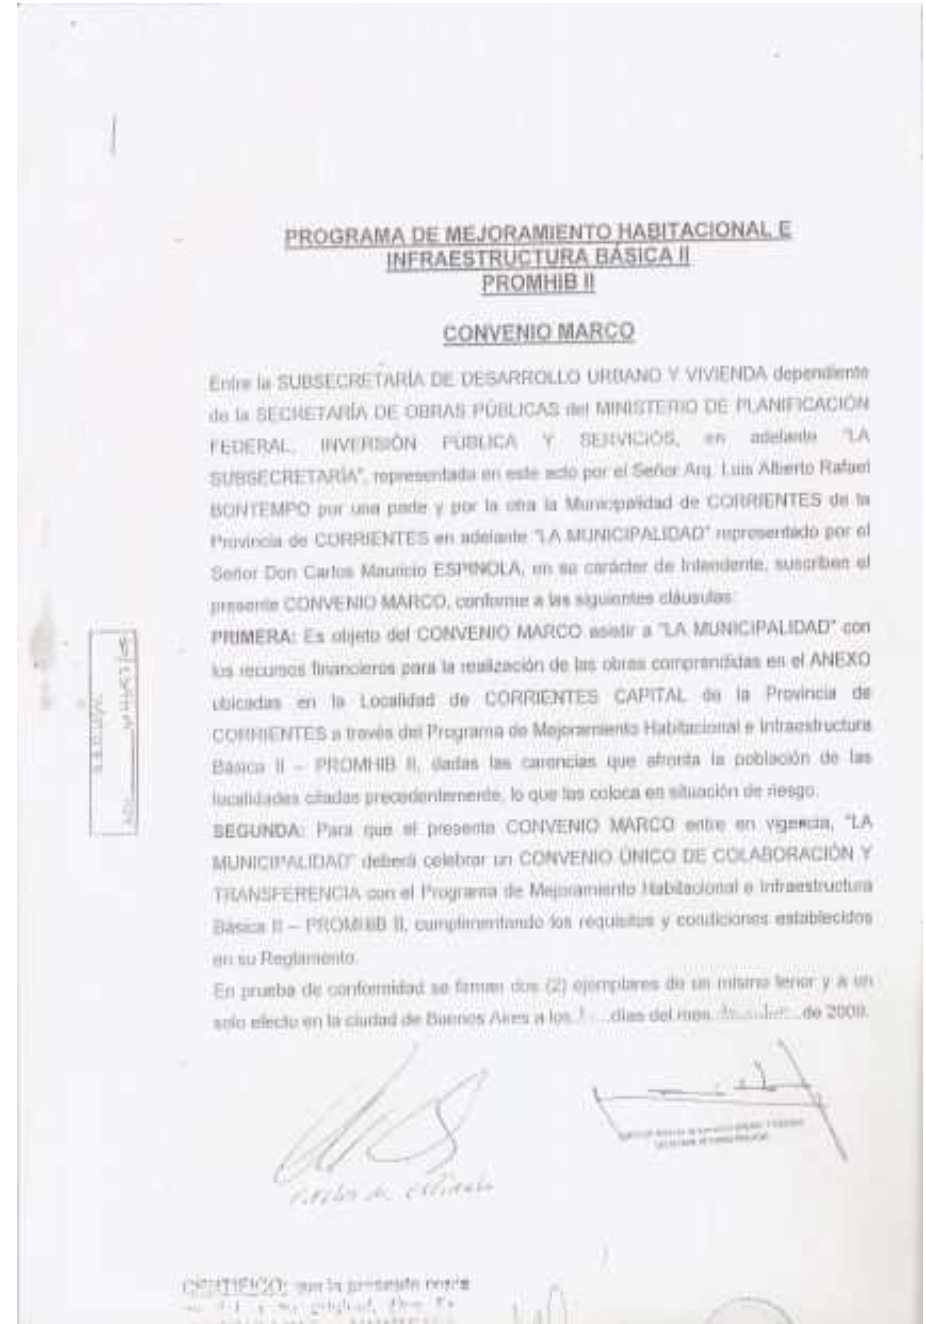 PROGRAMA DE MEJORAMIENTO HABITACIONAL E
INFRAESTRUCTURA BÁSICA II
PROMHIB II
CONVENIO MARCO
Entre la SUBSECRETARÍA DE DESARROLLO URBANO Y VIVIENDA dependiente
de la SECRETARÍA DE OBRAS PÚBLICAS del MINISTERIO DE PLANIFICACIÓN
FEDERAL, INVERSIÓN PÚBLICA Y SERVICIOS, en adelante "LA
SUBSECRETARÍA", representada en este acto por el Señor Arq. Luis Alberto Rafael
BONTEMPO por una parte y por la otra la Municipalidad de CORRIENTES de la
Provincia de CORRIENTES en adelante "LA MUNICIPALIDAD" representado por el
Señor Don Carlos Mauricio ESPINOLA, en su carácter de Intendente, suscriben el
presente CONVENIO MARCO, conforme a las siguientes cláusulas:
PRIMERA: Es objeto del CONVENIO MARCO asistir a "LA MUNICIPALIDAD" con
los recursos financieros para la realización de las obras comprendidas en el ANEXO
ubicadas en la Localidad de CORRIENTES CAPITAL de la Provincia de
CORRIENTES a través del Programa de Mejoramiento Habitacional e Infraestructura
Básica II – PROMHIB II, dadas las carencias que afronta la población de las
localidades citadas precedentemente, lo que las coloca en situación de riesgo.
SEGUNDA: Para que el presente CONVENIO MARCO entre en vigencia, "LA
MUNICIPALIDAD" deberá celebrar un CONVENIO ÚNICO DE COLABORACIÓN Y
TRANSFERENCIA con el Programa de Mejoramiento Habitacional e Infraestructura
Básica II – PROMHIB II, cumplimentando los requisitos y condiciones establecidos
en su Reglamento.
En prueba de conformidad se firman dos (2) ejemplares de un mismo tenor y a un
solo efecto en la ciudad de Buenos Aires a los días del mes de 2009.
CERTIFICO: que la presente copia